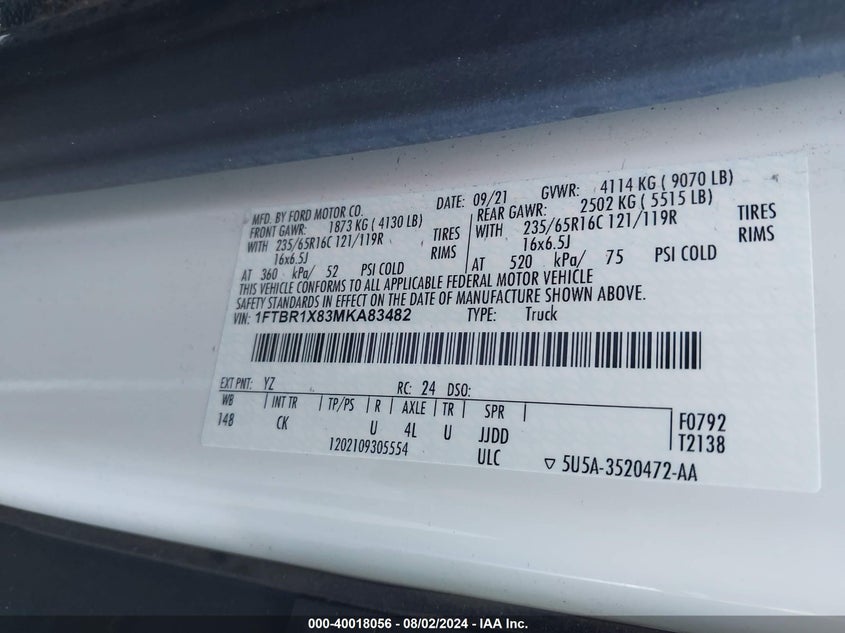 MFD. BY FORD MOTOR CO. DATE: 09/21 GVWR: 4114 KG ( 9070 LB)
FRONT GAWR: 1873 KG ( 4130 LB) REAR GAWR: 2502 KG ( 5515 LB)
WITH 235/65R16C 121/119R TIRES WITH 235/65R16C 121/119R TIRES
16x6.5J RIMS 16x6.5J RIMS
AT 360 kPa/ 52 PSI COLD AT 520 kPa/ 75 PSI COLD
THIS VEHICLE CONFORMS TO ALL APPLICABLE FEDERAL MOTOR VEHICLE
SAFETY STANDARDS IN EFFECT ON THE DATE OF MANUFACTURE SHOWN ABOVE.
VIN: 1FTBR1X83MKA83482 TYPE: Truck
EXT PNT: YZ RC: 24 DSO:
WB INT TR TP/PS R AXLE TR SPR
148 CK U 4L U JJDD F0792
1202109305554 ULC T2138
5U5A-3520472-AA
000-40018056 - 08/02/2024 - IAA Inc.